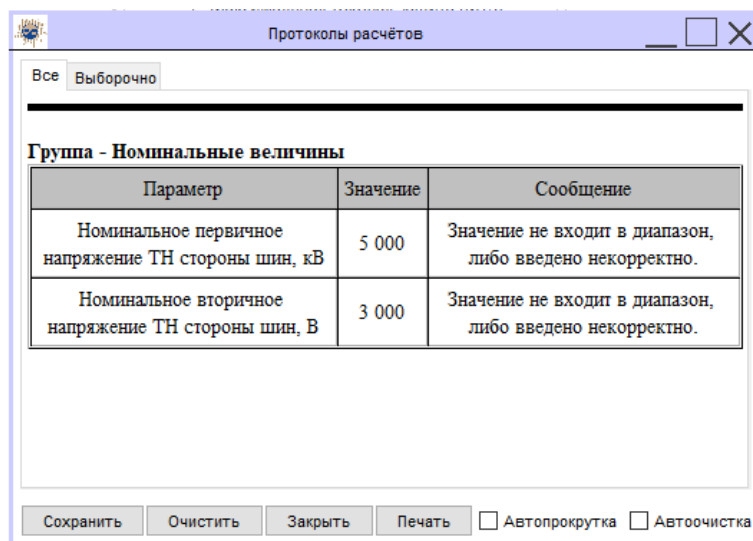 Протоколы расчётов
Все Выборочно
Группа - Номинальные величины
Параметр Значение Сообщение
Номинальное первичное
напряжение ТН стороны шин, кВ
5 000
Значение не входит в диапазон,
либо введено некорректно.
Номинальное вторичное
напряжение ТН стороны шин, В
3 000
Значение не входит в диапазон,
либо введено некорректно.
Сохранить Очистить Закрыть Печать Автопрокрутка Автоочистка